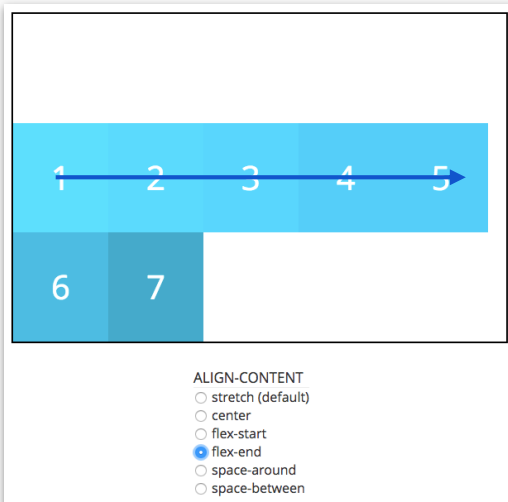 1 2 3 4 5
6 7
ALIGN-CONTENT
stretch (default)
center
flex-start
flex-end
space-around
space-between